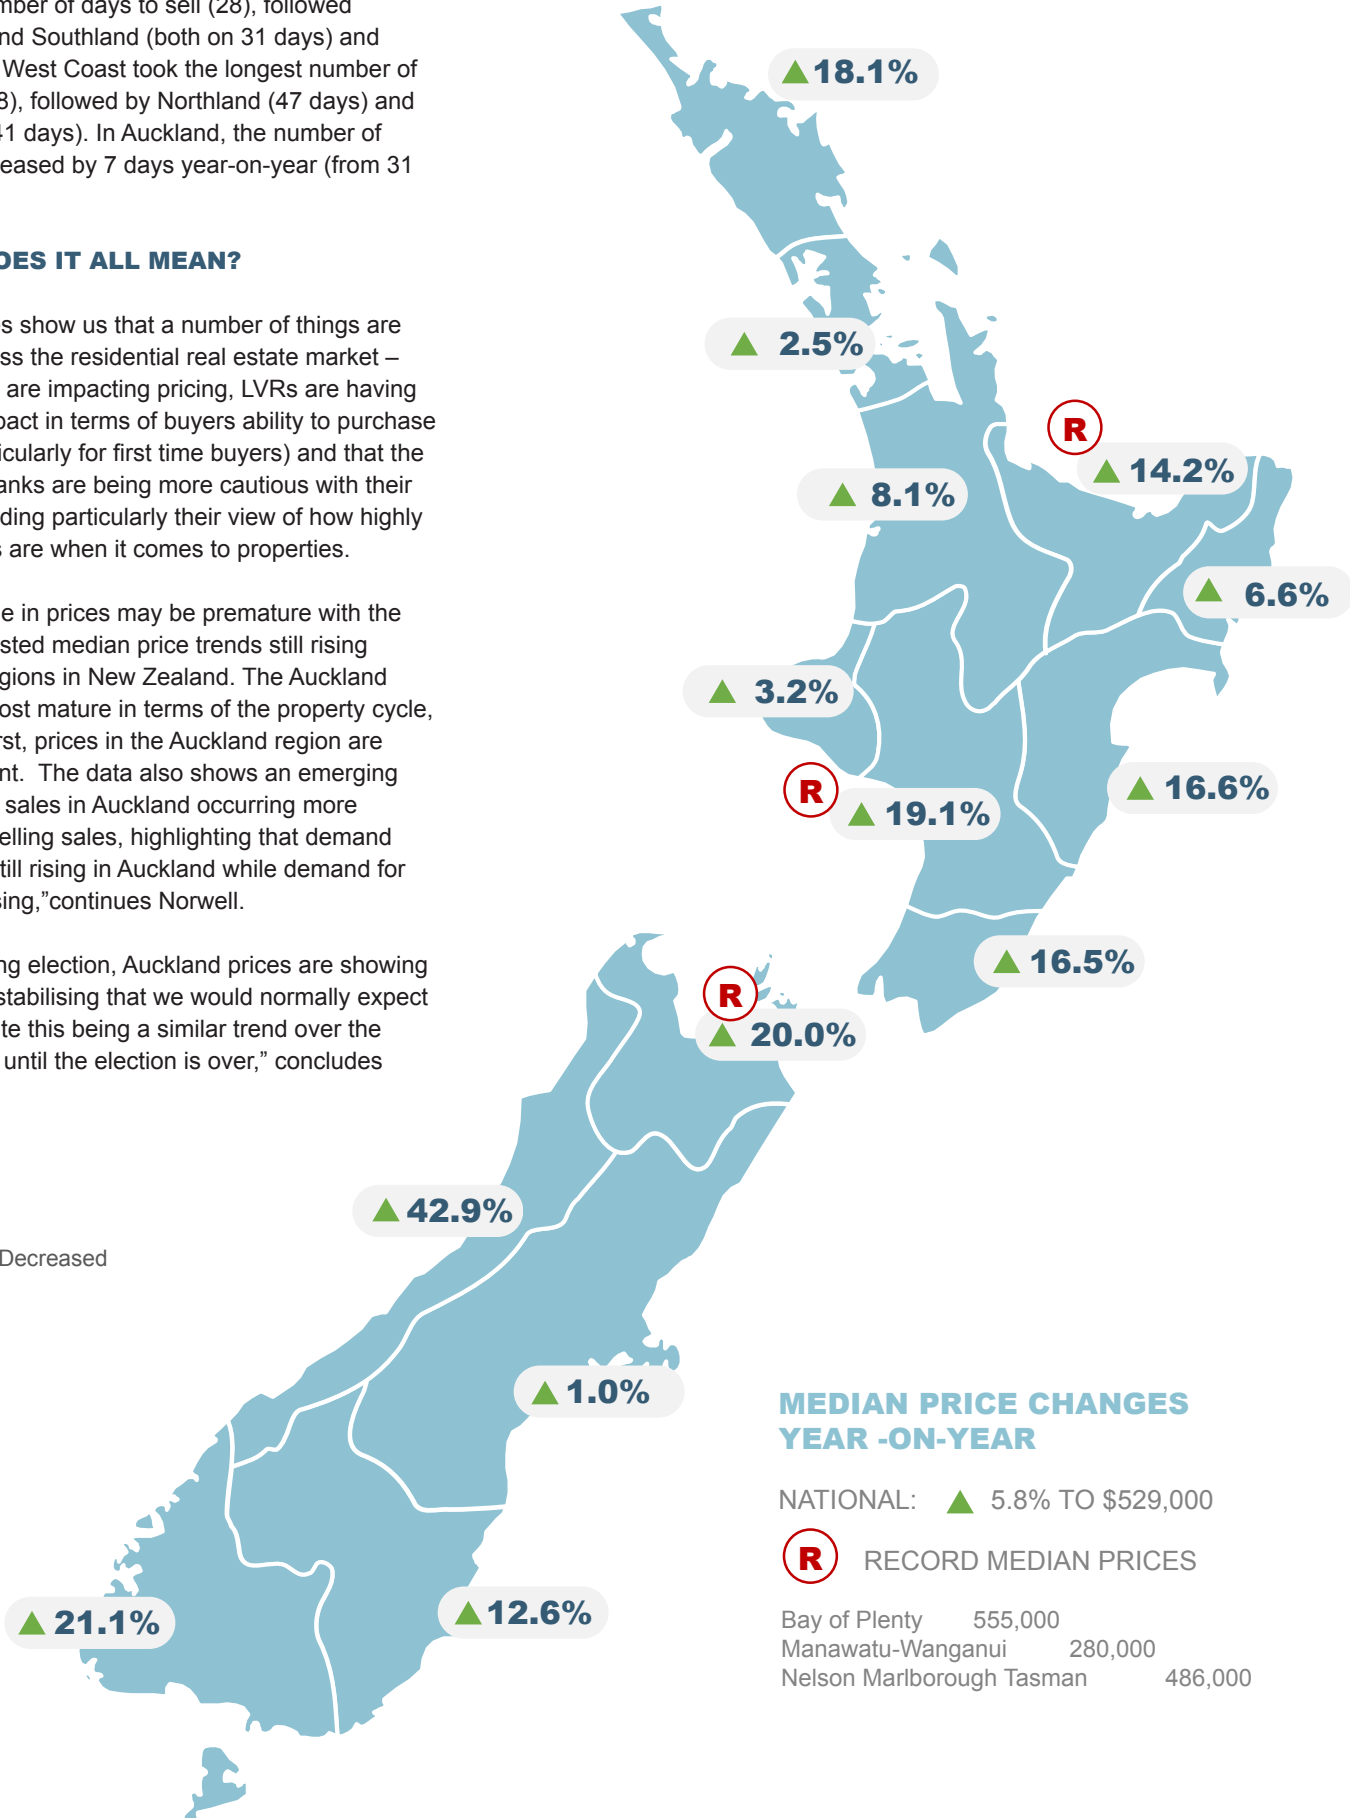 mber of days to sell (28), followed
nd Southland (both on 31 days) and
West Coast took the longest number of
8), followed by Northland (47 days) and
41 days). In Auckland, the number of
reased by 7 days year-on-year (from 31
OES IT ALL MEAN?
es show us that a number of things are
ss the residential real estate market –
are impacting pricing, LVRs are having
pact in terms of buyers ability to purchase
icularly for first time buyers) and that the
anks are being more cautious with their
ding particularly their view of how highly
s are when it comes to properties.
e in prices may be premature with the
sted median price trends still rising
gions in New Zealand. The Auckland
ost mature in terms of the property cycle,
rst, prices in the Auckland region are
nt. The data also shows an emerging
sales in Auckland occurring more
elling sales, highlighting that demand
till rising in Auckland while demand for
sing,”continues Norwell.
ng election, Auckland prices are showing
stabilising that we would normally expect
te this being a similar trend over the
until the election is over,” concludes
Decreased
18.1%
2.5%
R
14.2%
8.1%
6.6%
3.2%
16.6%
R
19.1%
16.5%
R
20.0%
42.9%
1.0%
12.6%
21.1%
MEDIAN PRICE CHANGES
YEAR -ON-YEAR
NATIONAL: 5.8% TO $529,000
R RECORD MEDIAN PRICES
Bay of Plenty 555,000
Manawatu-Wanganui 280,000
Nelson Marlborough Tasman 486,000